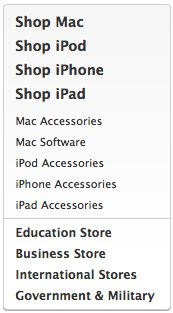 Shop Mac
Shop iPod
Shop iPhone
Shop iPad
Mac Accessories
Mac Software
iPod Accessories
iPhone Accessories
iPad Accessories
Education Store
Business Store
International Stores
Government & Military